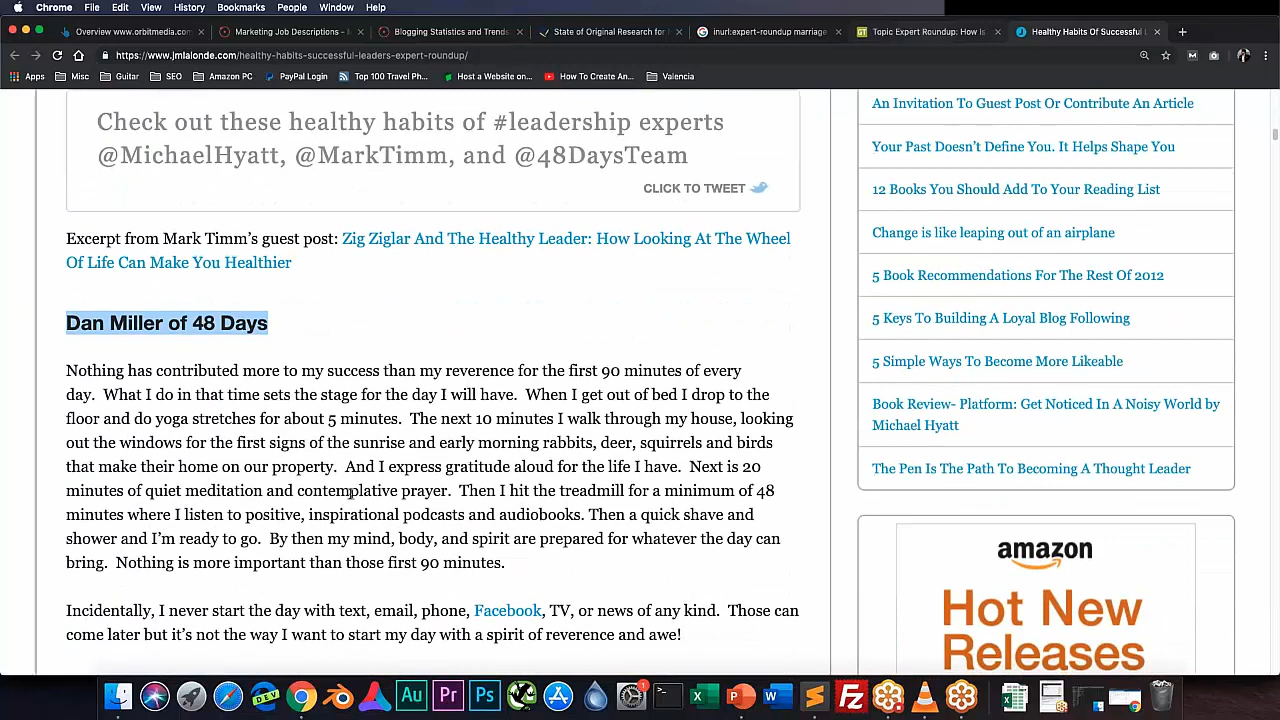 Chrome File Edit View History Bookmarks People Window Help
Overview www.orbitmedia.com
Marketing Job Descriptions -
Blogging Statistics and Trends
State of Original Research for
inurl:expert-roundup marriage
Topic Expert Roundup: How Is
Healthy Habits Of Successful L
https://www.jmlalonde.com/healthy-habits-successful-leaders-expert-roundup/
Apps Misc Guitar SEO Amazon PC PayPal Login Top 100 Travel Ph... Host a Website on... How To Create An... Valencia
Check out these healthy habits of #leadership experts
@MichaelHyatt, @MarkTimm, and @48DaysTeam
CLICK TO TWEET
Excerpt from Mark Timm's guest post: Zig Ziglar And The Healthy Leader: How Looking At The Wheel
Of Life Can Make You Healthier
Dan Miller of 48 Days
Nothing has contributed more to my success than my reverence for the first 90 minutes of every
day. What I do in that time sets the stage for the day I will have. When I get out of bed I drop to the
floor and do yoga stretches for about 5 minutes. The next 10 minutes I walk through my house, looking
out the windows for the first signs of the sunrise and early morning rabbits, deer, squirrels and birds
that make their home on our property. And I express gratitude aloud for the life I have. Next is 20
minutes of quiet meditation and contemplative prayer. Then I hit the treadmill for a minimum of 48
minutes where I listen to positive, inspirational podcasts and audiobooks. Then a quick shave and
shower and I'm ready to go. By then my mind, body, and spirit are prepared for whatever the day can
bring. Nothing is more important than those first 90 minutes.
Incidentally, I never start the day with text, email, phone, Facebook, TV, or news of any kind. Those can
come later but it's not the way I want to start my day with a spirit of reverence and awe!
An Invitation To Guest Post Or Contribute An Article
Your Past Doesn't Define You. It Helps Shape You
12 Books You Should Add To Your Reading List
Change is like leaping out of an airplane
5 Book Recommendations For The Rest Of 2012
5 Keys To Building A Loyal Blog Following
5 Simple Ways To Become More Likeable
Book Review- Platform: Get Noticed In A Noisy World by
Michael Hyatt
The Pen Is The Path To Becoming A Thought Leader
amazon
Hot New
Releases
DEV Au Pr Ps 1 X P W S FZ